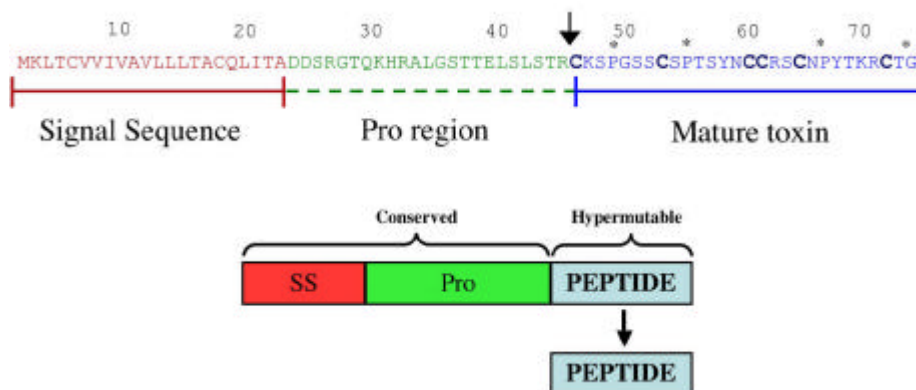 10 20 30 40 50 60 70
* * * *
MKLTCVVIVAVLLLTACQLITADDSRGTQKHRALGSTTELSLSTRCKSPGSSCSPTSYNCCRSCNPYTKRCTG
Signal Sequence Pro region Mature toxin
Conserved Hypermutable
SS Pro PEPTIDE
PEPTIDE